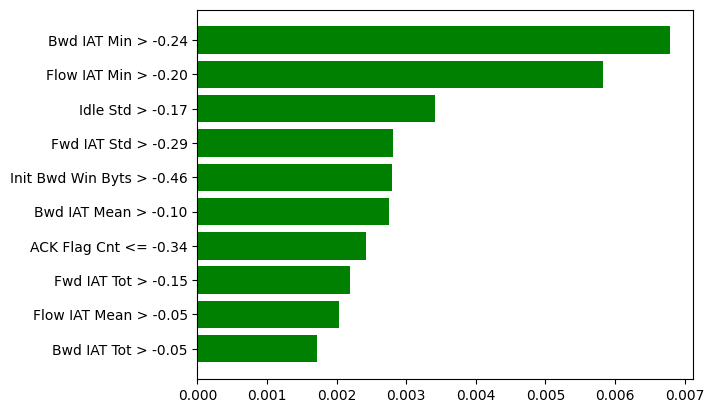 Bwd IAT Min > -0.24
Flow IAT Min > -0.20
Idle Std > -0.17
Fwd IAT Std > -0.29
Init Bwd Win Byts > -0.46
Bwd IAT Mean > -0.10
ACK Flag Cnt <= -0.34
Fwd IAT Tot > -0.15
Flow IAT Mean > -0.05
Bwd IAT Tot > -0.05
0.000 0.001 0.002 0.003 0.004 0.005 0.006 0.007